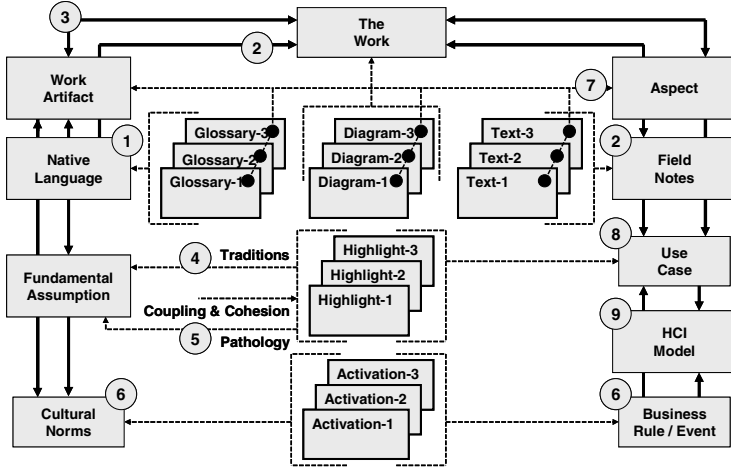 3
The
Work
2
Work
Artifact
7
Aspect
1
Glossary-3
Diagram-3
Text-3
2
Native
Language
Glossary-2
Diagram-2
Text-2
Field
Notes
Glossary-1
Diagram-1
Text-1
8
4
Traditions
Highlight-3
Use
Case
Fundamental
Assumption
Highlight-2
Highlight-1
Coupling & Cohesion
9
5
Pathology
HCI
Model
Activation-3
6
6
Cultural
Norms
Activation-2
Activation-1
Business
Rule / Event